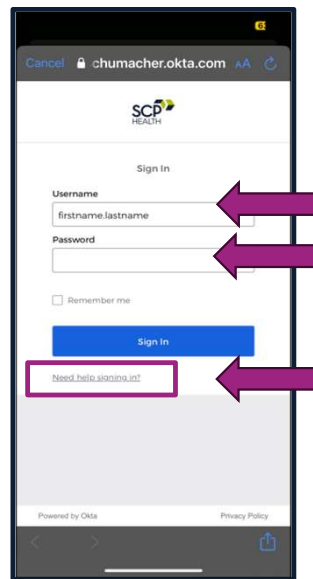 Cancel chumacher.okta.com AA
SCP
HEALTH
Sign In
Username
firstname.lastname
Password
Remember me
Sign In
Need help signing in?
Powered by Okta Privacy Policy